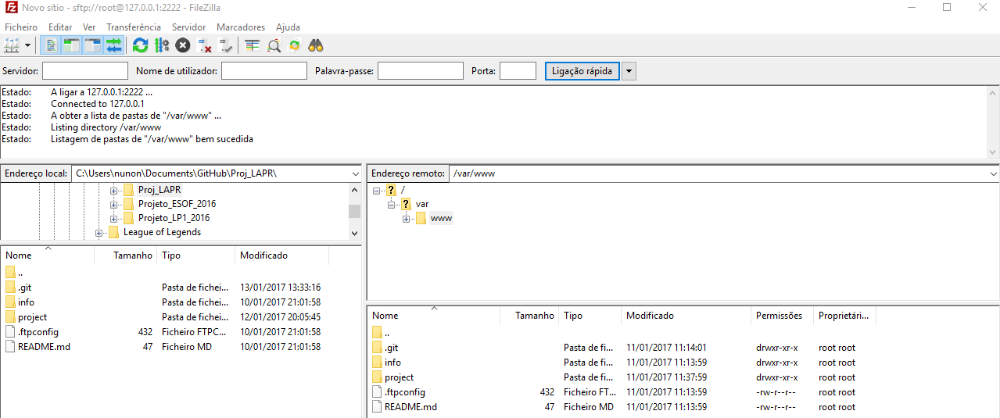 Novo sítio - sftp://root@127.0.0.1:2222 - FileZilla
Ficheiro Editar Ver Transferência Servidor Marcadores Ajuda
Servidor: Nome de utilizador: Palavra-passe: Porta: Ligação rápida
Estado: A ligar a 127.0.0.1:2222 ...
Estado: Connected to 127.0.0.1
Estado: A obter a lista de pastas de "/var/www" ...
Estado: Listing directory /var/www
Estado: Listagem de pastas de "/var/www" bem sucedida
Endereço local: C:\Users\nunon\Documents\GitHub\Proj_LAPR\
Proj_LAPR
Projeto_ESOF_2016
Projeto_LP1_2016
League of Legends
Nome Tamanho Tipo Modificado
..
.git Pasta de fichei... 13/01/2017 13:33:16
info Pasta de fichei... 10/01/2017 21:01:58
project Pasta de fichei... 12/01/2017 20:05:45
.ftpconfig 432 Ficheiro FTPC... 10/01/2017 21:01:58
README.md 47 Ficheiro MD 10/01/2017 21:01:58
Endereço remoto: /var/www
/
var
www
Nome Tamanho Tipo Modificado Permissões Proprietári...
..
.git Pasta de fi... 11/01/2017 11:14:01 drwxr-xr-x root root
info Pasta de fi... 11/01/2017 11:13:59 drwxr-xr-x root root
project Pasta de fi... 11/01/2017 11:37:59 drwxr-xr-x root root
.ftpconfig 432 Ficheiro FT... 11/01/2017 11:13:59 -rw-r--r-- root root
README.md 47 Ficheiro MD 11/01/2017 11:13:59 -rw-r--r-- root root